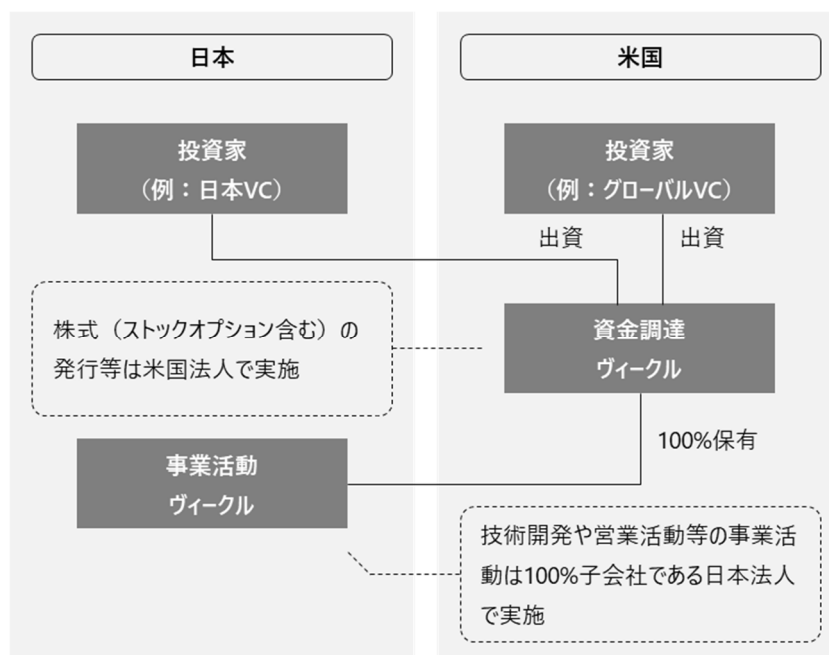 日本
米国
投資家
（例：日本VC）
投資家
（例：グローバルVC）
出資
出資
株式（ストックオプション含む）の
発行等は米国法人で実施
資金調達
ヴィークル
100%保有
事業活動
ヴィークル
技術開発や営業活動等の事業活
動は100%子会社である日本法人
で実施